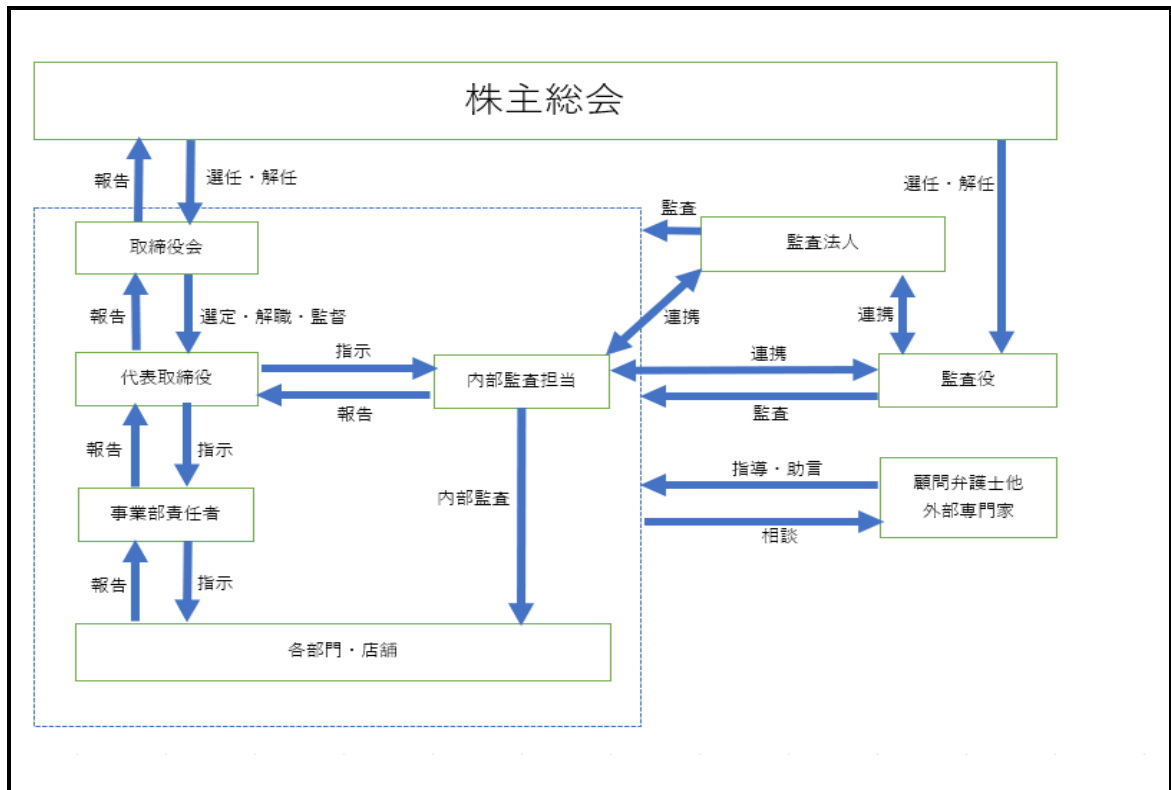 株主総会
報告
選任・解任
選任・解任
監査
監査法人
取締役会
報告
選定・解職・監督
連携
連携
指示
連携
代表取締役
内部監査担当
監査役
報告
監査
報告
指示
指導・助言
顧問弁護士他
外部専門家
内部監査
事業部責任者
相談
報告
指示
各部門・店舗